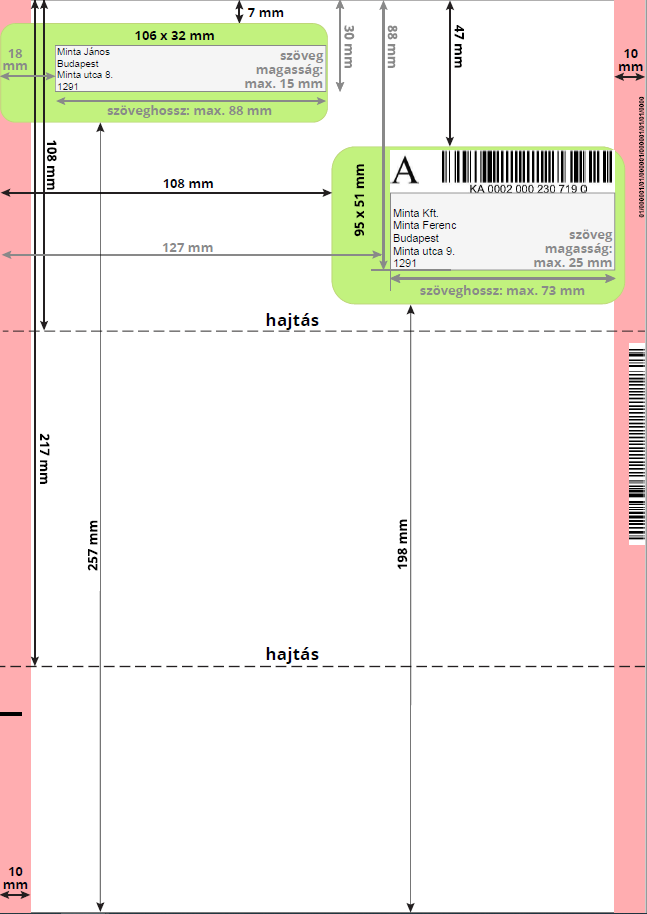 7 mm
106 x 32 mm
18
mm
Minta János
Budapest
Minta utca 8.
1291
szöveg
magasság:
max. 15 mm
szöveghossz: max. 88 mm
30 mm
88 mm
47 mm
10
mm
108 mm
108 mm
95 x 51 mm
A
KA 0002 000 230 719 0
127 mm
Minta Kft.
Minta Ferenc
Budapest
Minta utca 9.
1291
szöveg
magasság:
max. 25 mm
szöveghossz: max. 73 mm
hajtás
217 mm
257 mm
198 mm
hajtás
10
mm